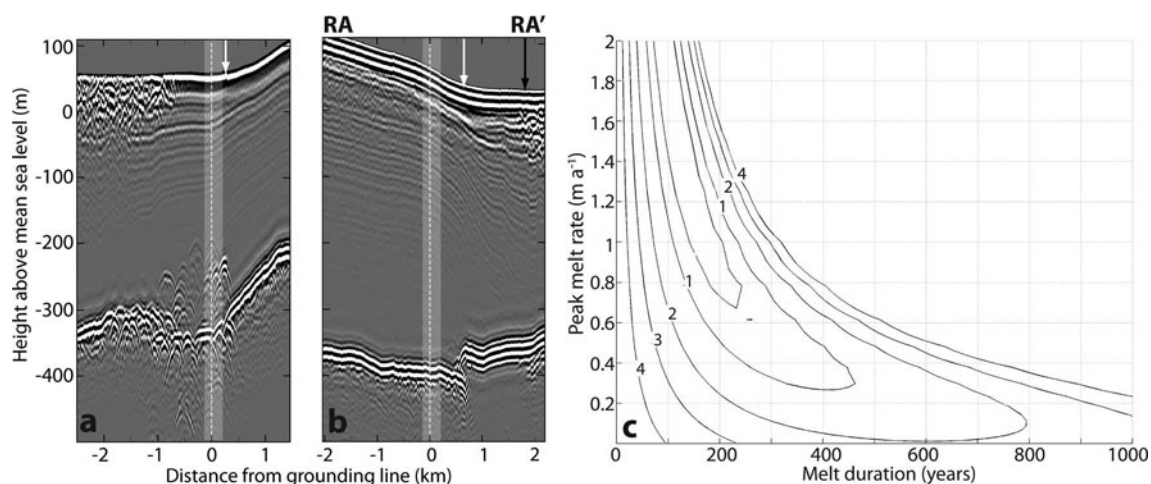 RA RA’
Height above mean sea level (m)
100
0
-100
-200
-300
-400
a
-2 -1 0 1
b
-2 -1 0 1 2
Distance from grounding line (km)
Peak melt rate (m a⁻¹)
2
1.8
1.6
1.4
1.2
1
0.8
0.6
0.4
0.2
4
2
1
1
2
3
4
c
0 200 400 600 800 1000
Melt duration (years)